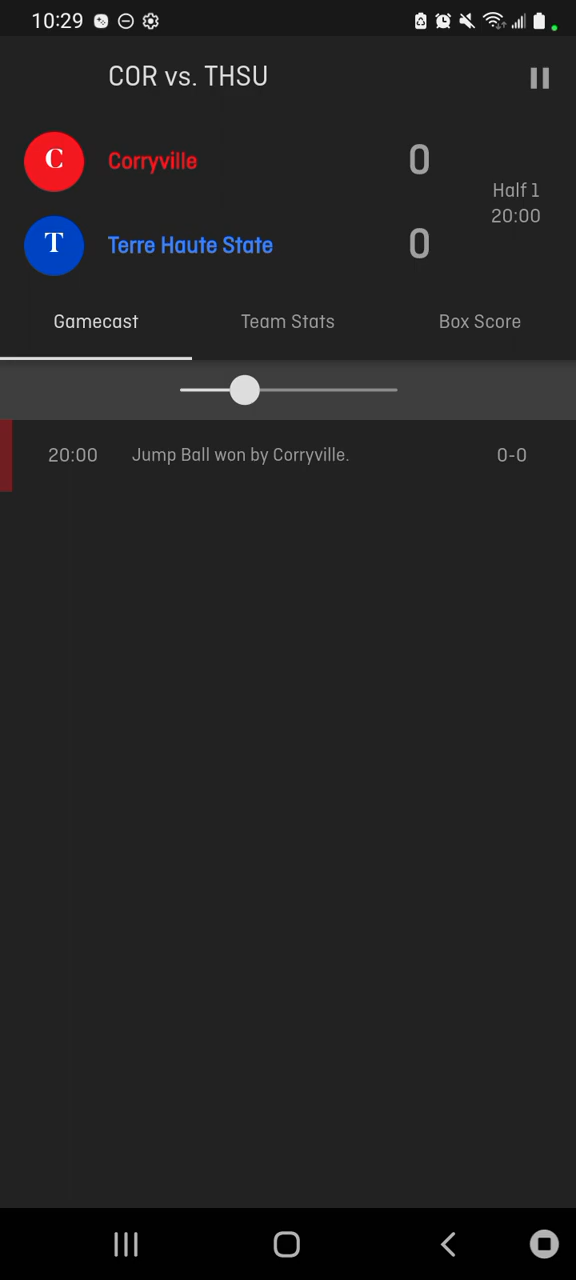 10:29
COR vs. THSU
C Corryville 0
Half 1
20:00
T Terre Haute State 0
Gamecast Team Stats Box Score
20:00 Jump Ball won by Corryville. 0-0